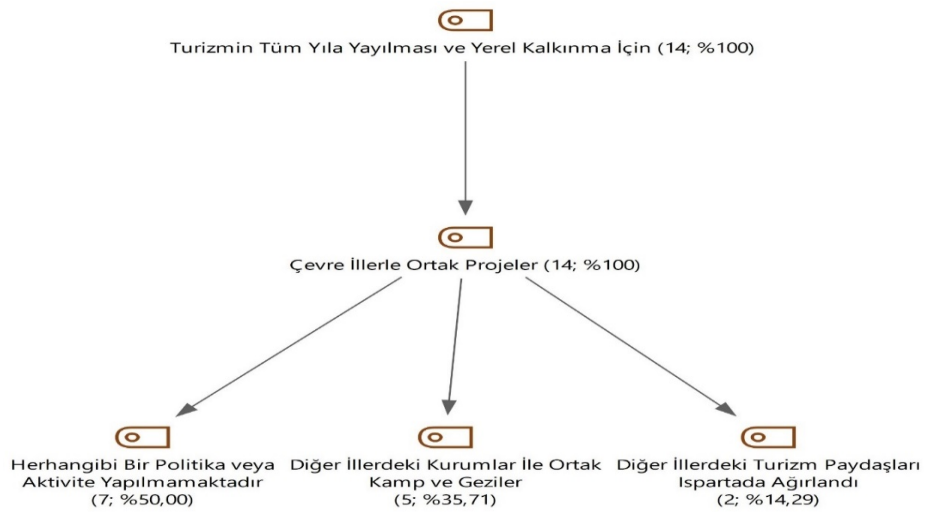 Turizmin Tüm Yıla Yayılması ve Yerel Kalkınma İçin (14; %100)
Çevre İllerle Ortak Projeler (14; %100)
Herhangibi Bir Politika veya
Aktivite Yapılmamaktadır
(7; %50,00)
Diğer İllerdeki Kurumlar İle Ortak
Kamp ve Geziler
(5; %35,71)
Diğer İllerdeki Turizm Paydaşları
Ispartada Ağırlandı
(2; %14,29)